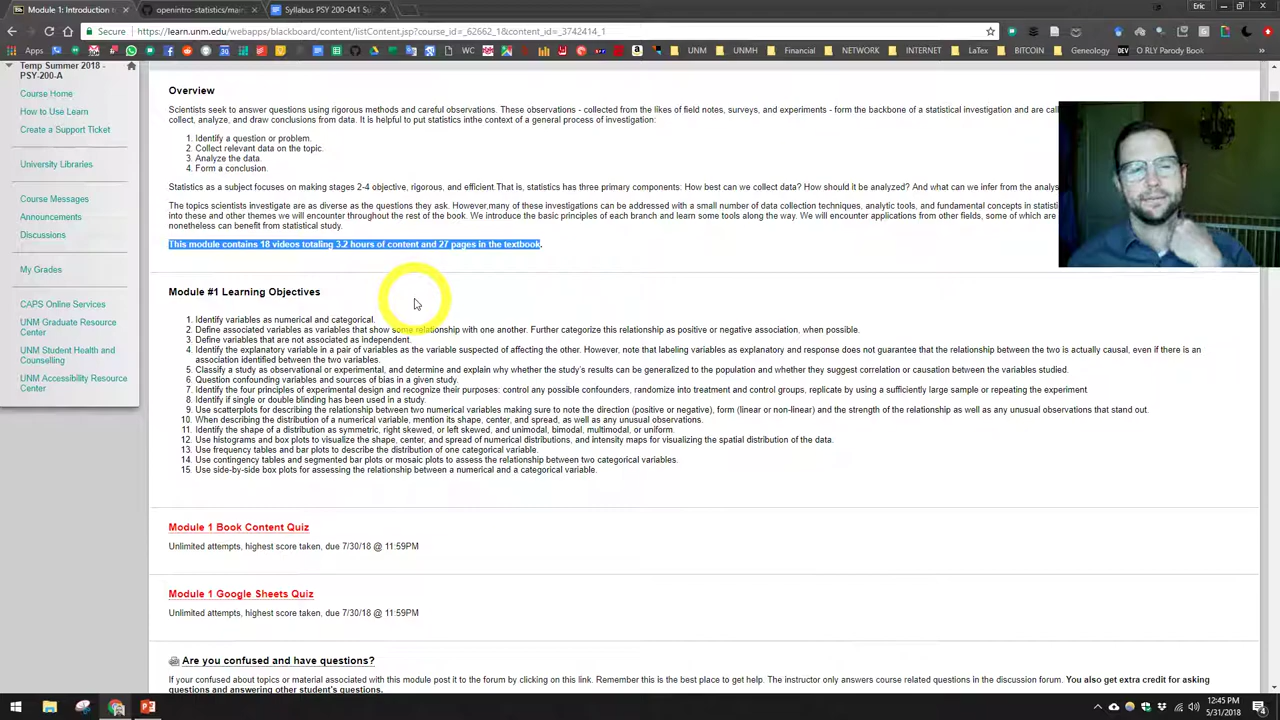 Module 1: Introduction t
openintro-statistics/main
Syllabus PSY 200-041 Su
Eric
Secure
https://learn.unm.edu/webapps/blackboard/content/listContent.jsp?course_id=_62662_1&content_id=_3742414_1
Apps
WC
UNM
UNMH
Financial
NETWORK
INTERNET
LaTex
BITCOIN
Geneology
DEV
O RLY Parody Book
Temp Summer 2018 -
PSY-200-A
Course Home
How to Use Learn
Create a Support Ticket
University Libraries
Course Messages
Announcements
Discussions
My Grades
CAPS Online Services
UNM Graduate Resource
Center
UNM Student Health and
Counselling
UNM Accessibility Resource
Center
Overview
Scientists seek to answer questions using rigorous methods and careful observations. These observations - collected from the likes of field notes, surveys, and experiments - form the backbone of a statistical investigation and are cal
collect, analyze, and draw conclusions from data. It is helpful to put statistics inthe context of a general process of investigation:
1. Identify a question or problem.
2. Collect relevant data on the topic.
3. Analyze the data.
4. Form a conclusion.
Statistics as a subject focuses on making stages 2-4 objective, rigorous, and efficient.That is, statistics has three primary components: How best can we collect data? How should it be analyzed? And what can we infer from the analys
The topics scientists investigate are as diverse as the questions they ask. However,many of these investigations can be addressed with a small number of data collection techniques, analytic tools, and fundamental concepts in statisti
into these and other themes we will encounter throughout the rest of the book. We introduce the basic principles of each branch and learn some tools along the way. We will encounter applications from other fields, some of which are
nonetheless can benefit from statistical study.
This module contains 18 videos totaling 3.2 hours of content and 27 pages in the textbook.
Module #1 Learning Objectives
1. Identify variables as numerical and categorical.
2. Define associated variables as variables that show some relationship with one another. Further categorize this relationship as positive or negative association, when possible.
3. Define variables that are not associated as independent.
4. Identify the explanatory variable in a pair of variables as the variable suspected of affecting the other. However, note that labeling variables as explanatory and response does not guarantee that the relationship between the two is actually causal, even if there is an
association identified between the two variables.
5. Classify a study as observational or experimental, and determine and explain why whether the study's results can be generalized to the population and whether they suggest correlation or causation between the variables studied.
6. Question confounding variables and sources of bias in a given study.
7. Identify the four principles of experimental design and recognize their purposes: control any possible confounders, randomize into treatment and control groups, replicate by using a sufficiently large sample or repeating the experiment.
8. Identify if single or double blinding has been used in a study.
9. Use scatterplots for describing the relationship between two numerical variables making sure to note the direction (positive or negative), form (linear or non-linear) and the strength of the relationship as well as any unusual observations that stand out.
10. When describing the distribution of a numerical variable, mention its shape, center, and spread, as well as any unusual observations.
11. Identify the shape of a distribution as symmetric, right skewed, or left skewed, and unimodal, bimodal, multimodal, or uniform.
12. Use histograms and box plots to visualize the shape, center, and spread of numerical distributions, and intensity maps for visualizing the spatial distribution of the data.
13. Use frequency tables and bar plots to describe the distribution of one categorical variable.
14. Use contingency tables and segmented bar plots or mosaic plots to assess the relationship between two categorical variables.
15. Use side-by-side box plots for assessing the relationship between a numerical and a categorical variable.
Module 1 Book Content Quiz
Unlimited attempts, highest score taken, due 7/30/18 @ 11:59PM
Module 1 Google Sheets Quiz
Unlimited attempts, highest score taken, due 7/30/18 @ 11:59PM
Are you confused and have questions?
If your confused about topics or material associated with this module post it to the forum by clicking on this link. Remember this is the best place to get help. The instructor only answers course related questions in the discussion forum. You also get extra credit for asking
questions and answering other student's questions.
12:45 PM
5/31/2018